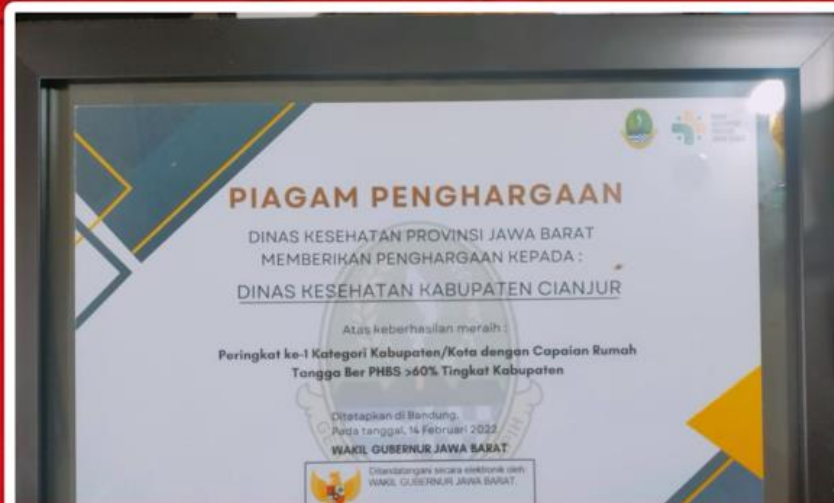 PIAGAM PENGHARGAAN
DINAS KESEHATAN PROVINSI JAWA BARAT
MEMBERIKAN PENGHARGAAN KEPADA :
DINAS KESEHATAN KABUPATEN CIANJUR
Atas keberhasilan meraih :
Peringkat ke-1 Kategori Kabupaten/Kota dengan Capaian Rumah
Tangga Ber PHBS >60% Tingkat Kabupaten
Ditetapkan di Bandung,
Pada tanggal, 14 Februari 2022
WAKIL GUBERNUR JAWA BARAT
Ditandatangani secara elektronik oleh
WAKIL GUBERNUR JAWA BARAT